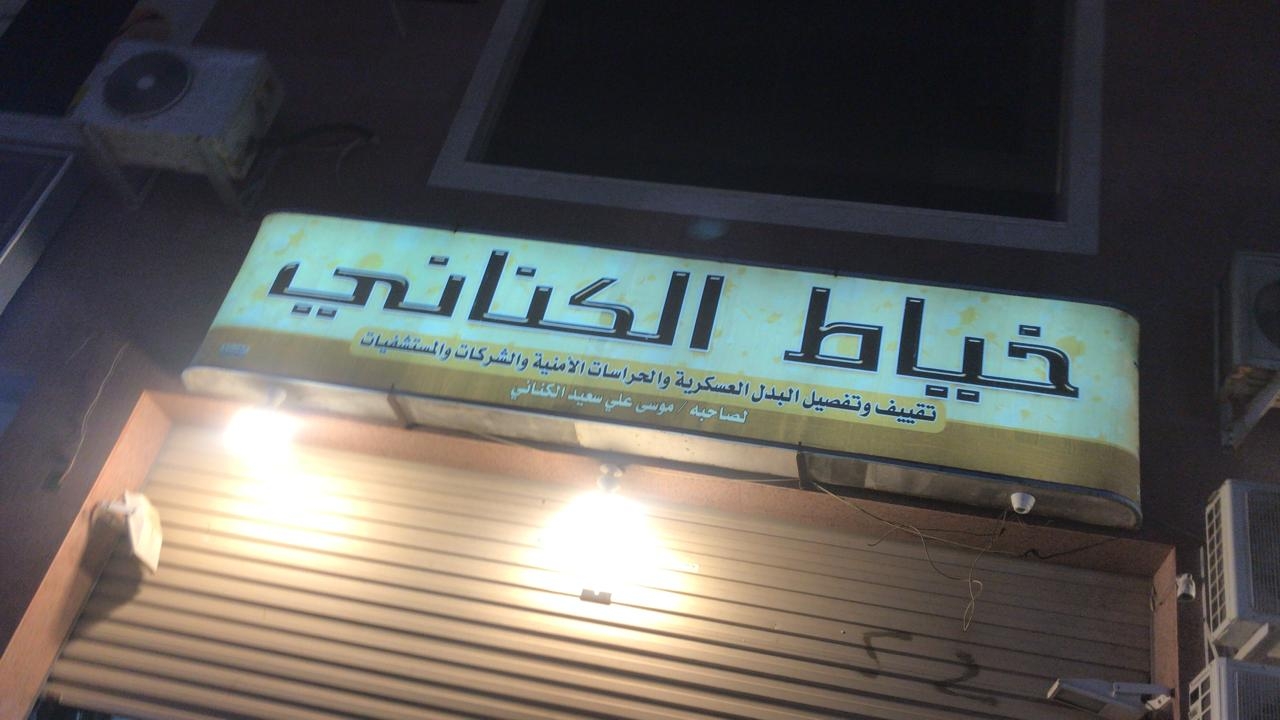 خياط الكناني
تقييف وتفصيل البدل العسكرية والحراسات الأمنية والشركات والمستشفيات
لصاحبه / موسى علي سعيد الكناني